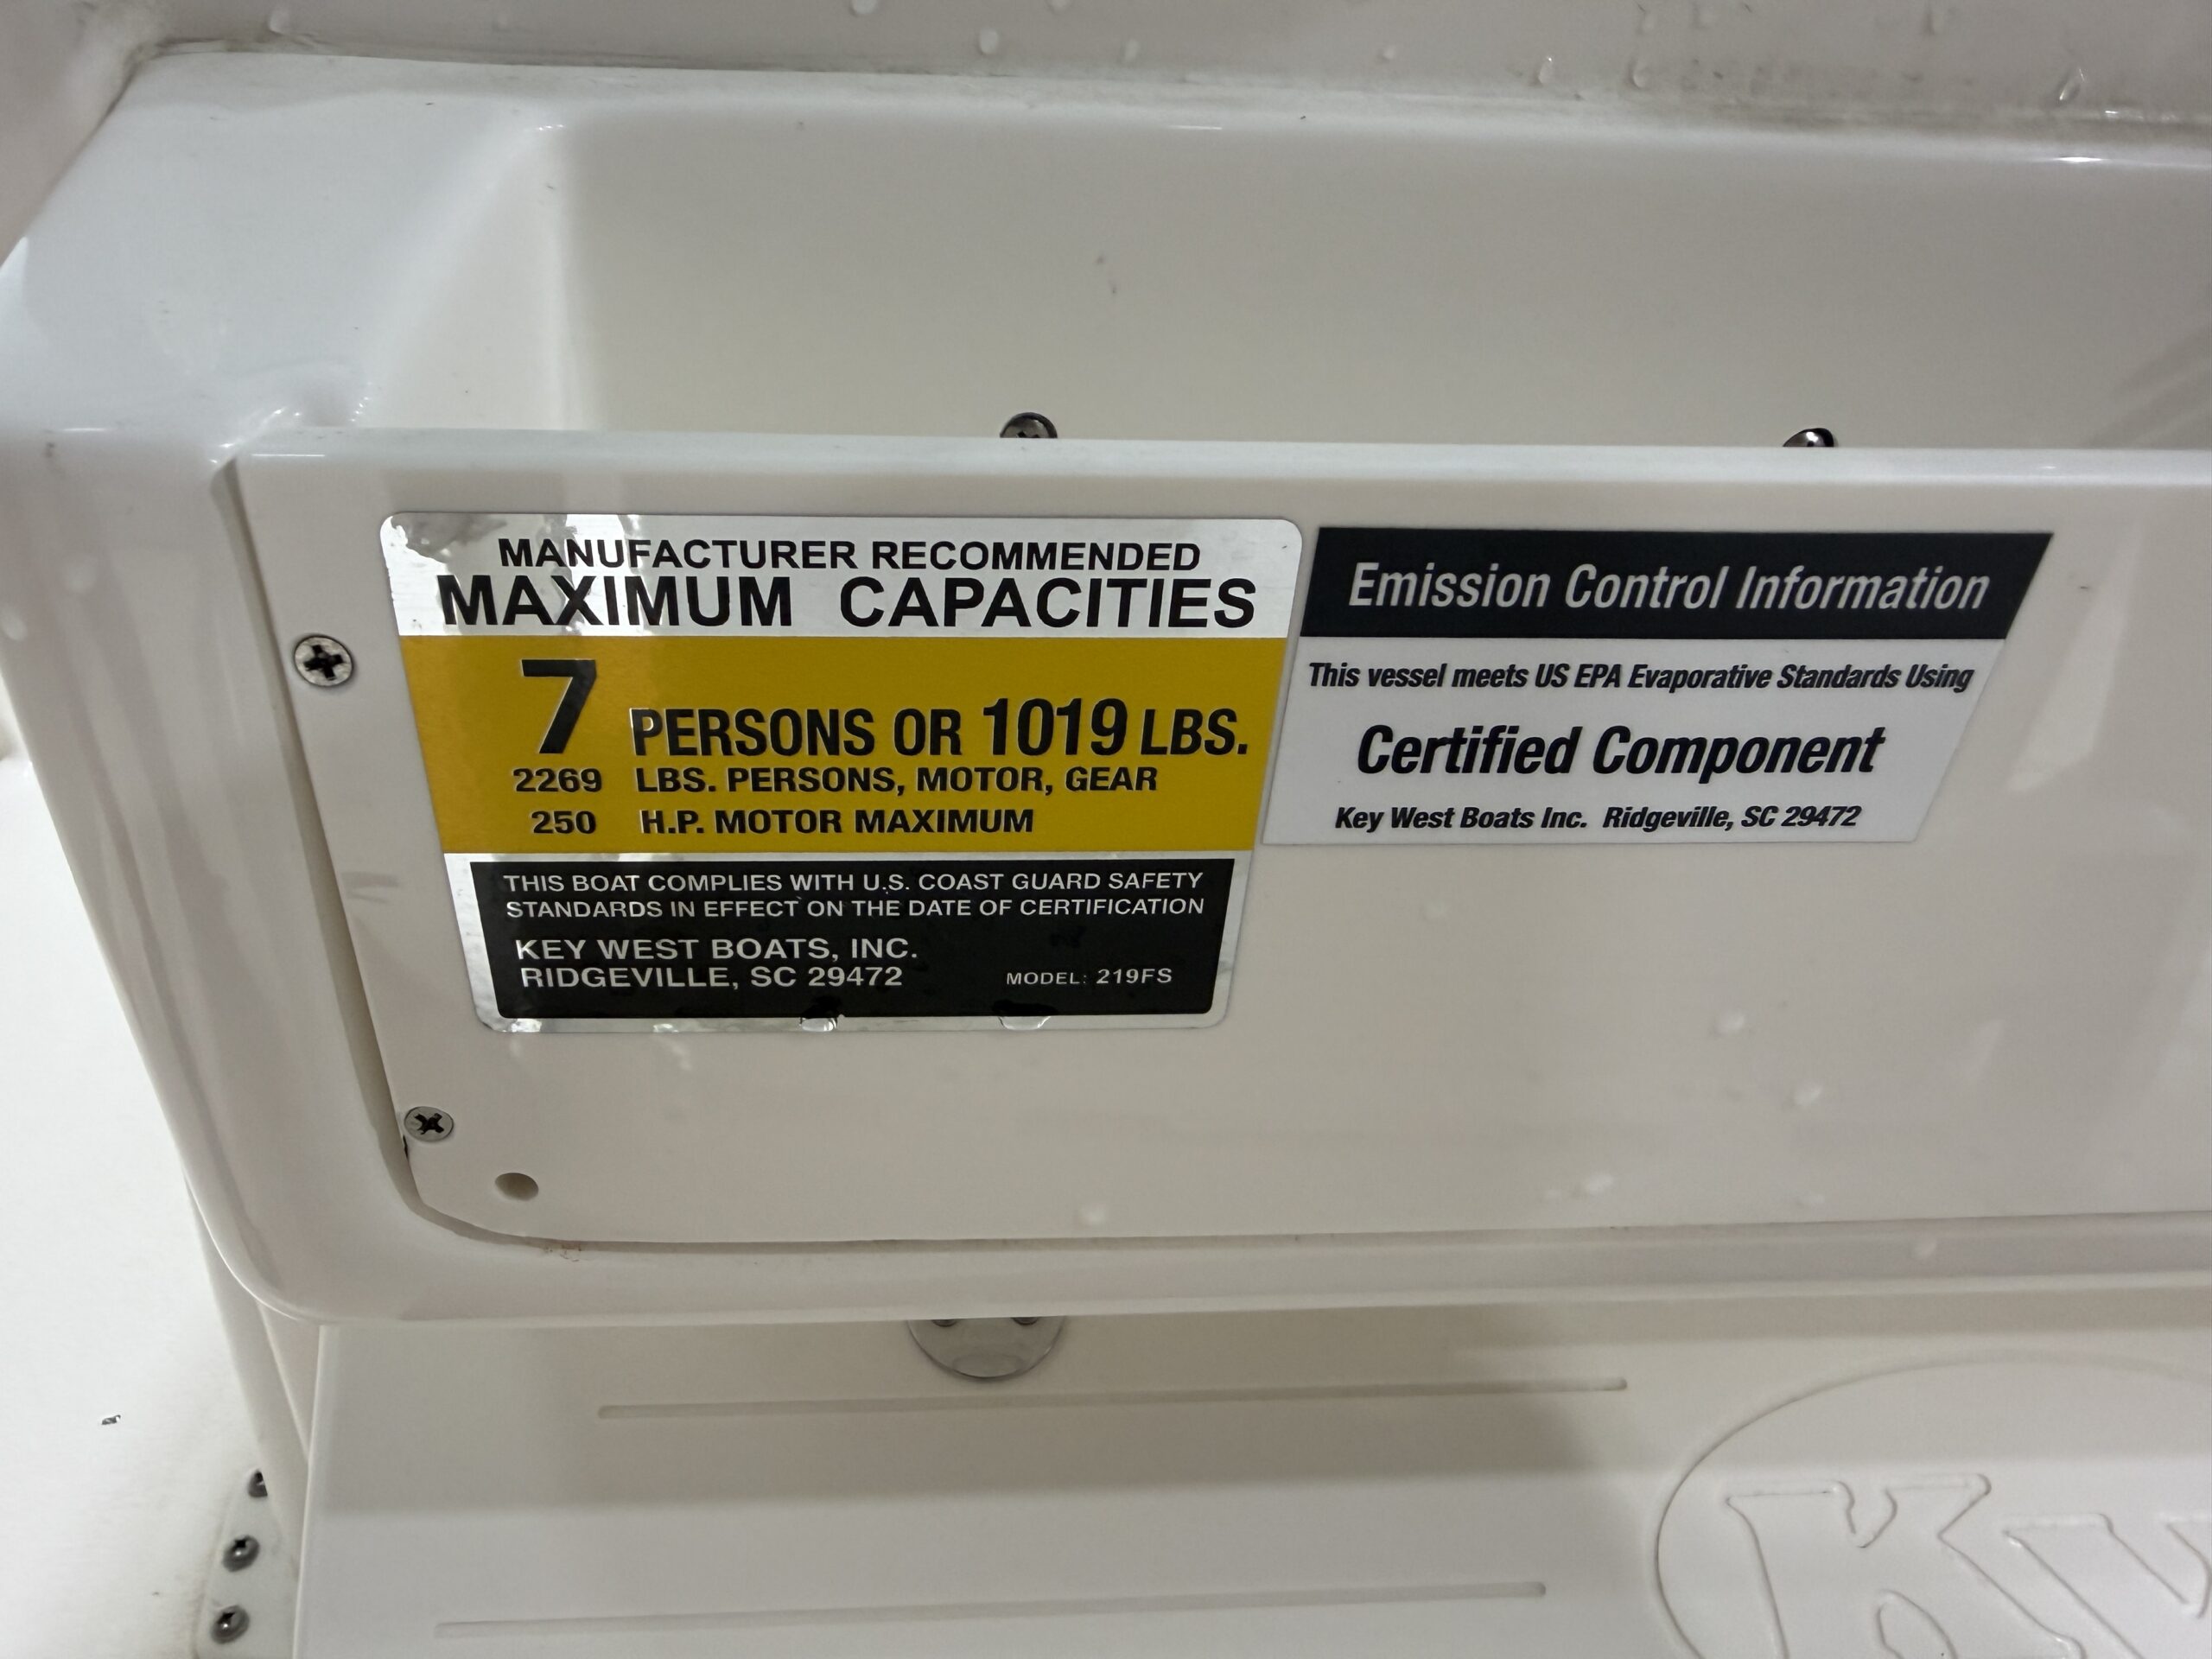 MANUFACTURER RECOMMENDED
MAXIMUM CAPACITIES
7 PERSONS OR 1019 LBS.
2269 LBS. PERSONS, MOTOR, GEAR
250 H.P. MOTOR MAXIMUM
THIS BOAT COMPLIES WITH U.S. COAST GUARD SAFETY
STANDARDS IN EFFECT ON THE DATE OF CERTIFICATION
KEY WEST BOATS, INC.
RIDGEVILLE, SC 29472 MODEL: 219FS
Emission Control Information
This vessel meets US EPA Evaporative Standards Using
Certified Component
Key West Boats Inc. Ridgeville, SC 29472